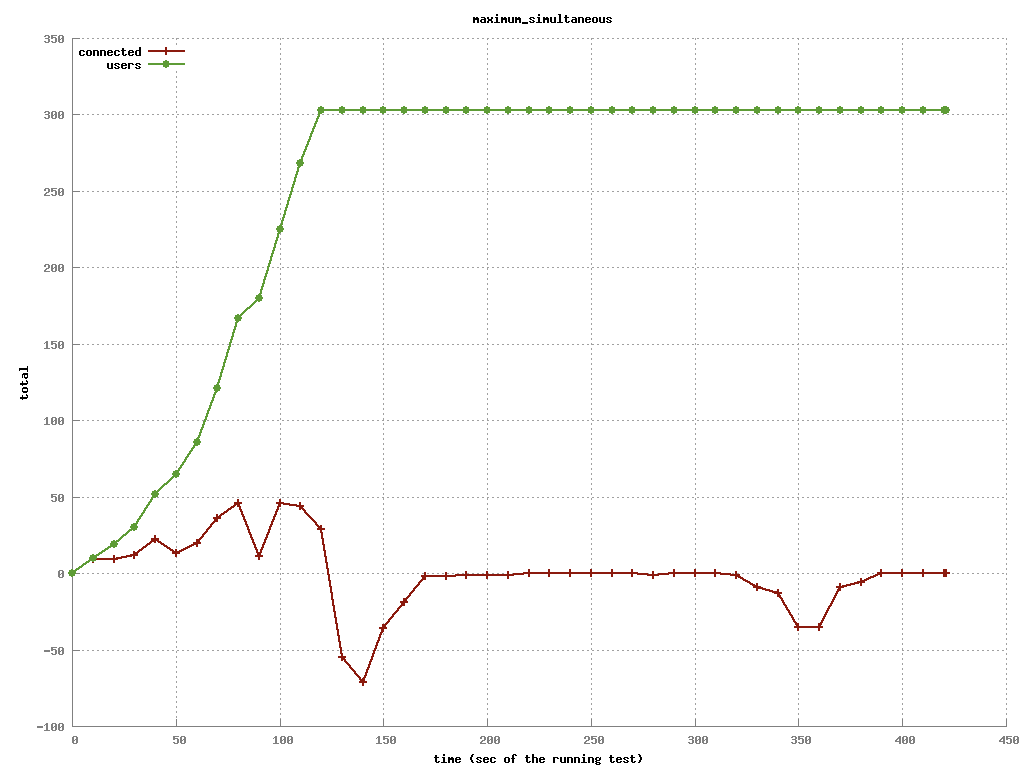 maximum_simultaneous
350
connected
users
300
250
200
150
total
100
50
0
-50
-100
0 50 100 150 200 250 300 350 400 450
time (sec of the running test)